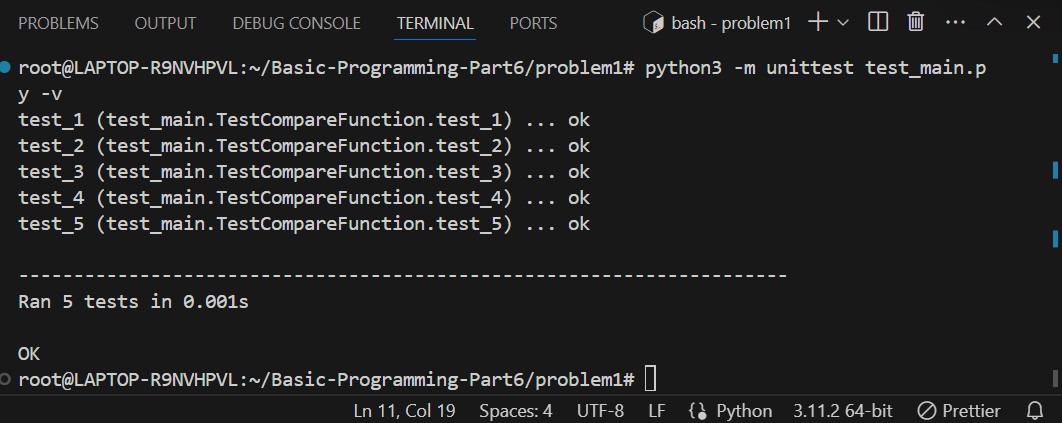 PROBLEMS OUTPUT DEBUG CONSOLE TERMINAL PORTS bash - problem1
root@LAPTOP-R9NVHPVL:~/Basic-Programming-Part6/problem1# python3 -m unittest test_main.p
y -v
test_1 (test_main.TestCompareFunction.test_1) ... ok
test_2 (test_main.TestCompareFunction.test_2) ... ok
test_3 (test_main.TestCompareFunction.test_3) ... ok
test_4 (test_main.TestCompareFunction.test_4) ... ok
test_5 (test_main.TestCompareFunction.test_5) ... ok
----------------------------------------------------------------------
Ran 5 tests in 0.001s
OK
root@LAPTOP-R9NVHPVL:~/Basic-Programming-Part6/problem1#
Ln 11, Col 19 Spaces: 4 UTF-8 LF Python 3.11.2 64-bit Prettier